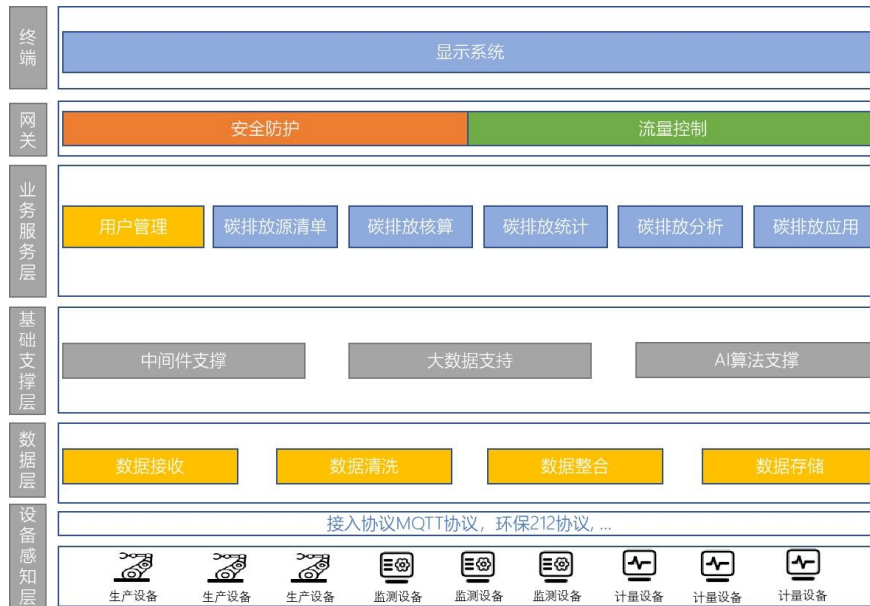 终端
显示系统
网关
安全防护
流量控制
业务服务层
用户管理
碳排放源清单
碳排放核算
碳排放统计
碳排放分析
碳排放应用
基础支撑层
中间件支撑
大数据支持
AI算法支撑
数据层
数据接收
数据清洗
数据整合
数据存储
设备感知层
接入协议MQTT协议，环保212协议, ...
生产设备
生产设备
生产设备
监测设备
监测设备
监测设备
计量设备
计量设备
计量设备